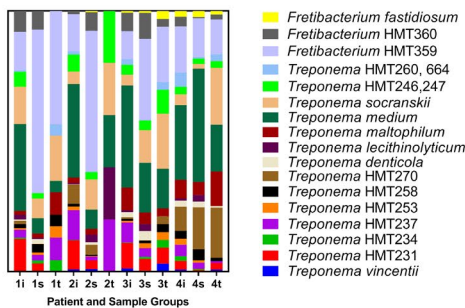 Fretibacterium fastidiosum
Fretibacterium HMT360
Fretibacterium HMT359
Treponema HMT260, 664
Treponema HMT246,247
Treponema socranskii
Treponema medium
Treponema maltophilum
Treponema lecithinolyticum
Treponema denticola
Treponema HMT270
Treponema HMT258
Treponema HMT253
Treponema HMT237
Treponema HMT234
Treponema HMT231
Treponema vincentii
1i 1s 1t 2i 2s 2t 3i 3s 3t 4i 4s 4t
Patient and Sample Groups